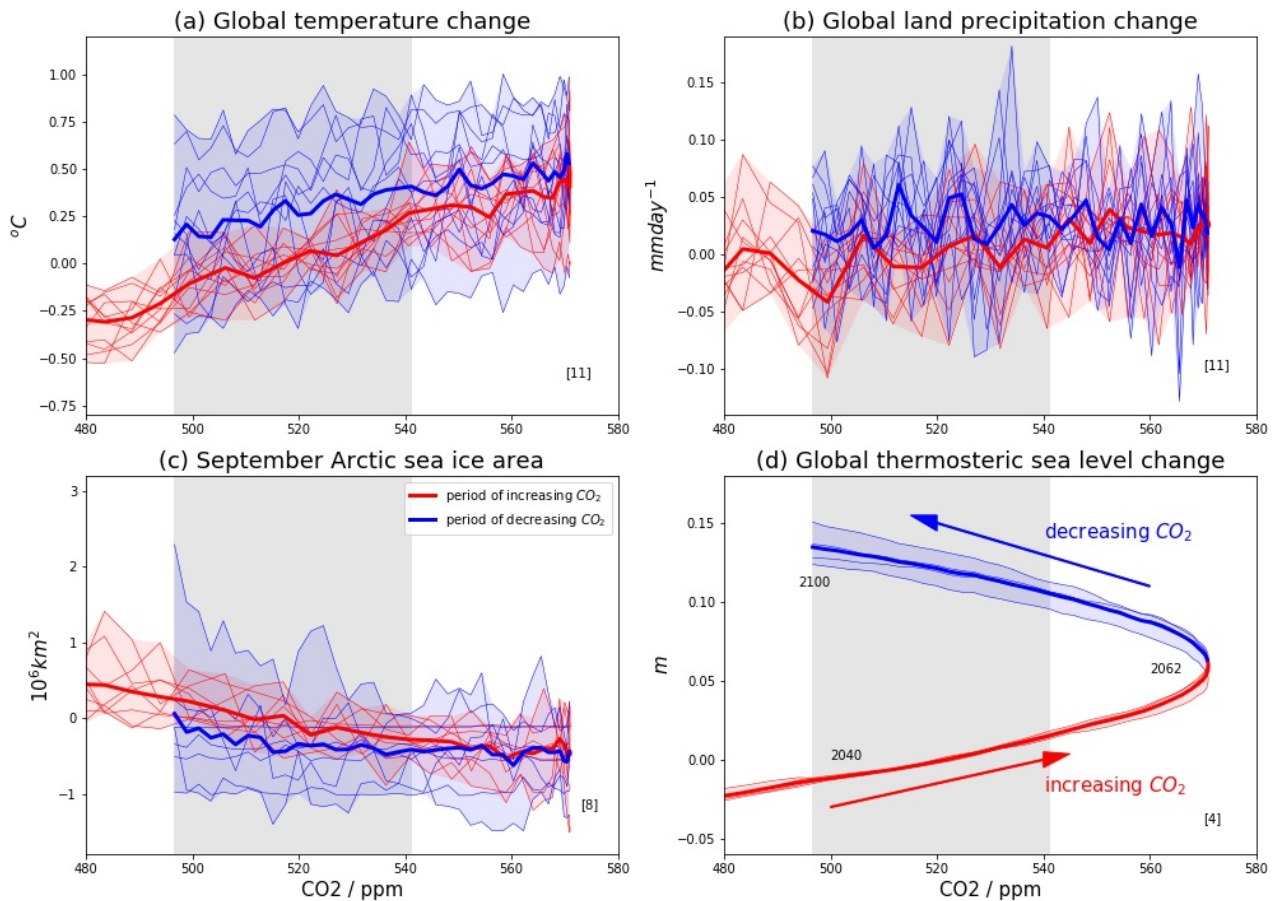 (a) Global temperature change
1.00
0.75
0.50
0.25
0.00
−0.25
−0.50
−0.75
°C
[11]
480 500 520 540 560 580
(b) Global land precipitation change
0.15
0.10
0.05
0.00
−0.05
−0.10
mmday⁻¹
[11]
480 500 520 540 560 580
(c) September Arctic sea ice area
3
2
1
0
−1
10⁶km²
period of increasing CO₂
period of decreasing CO₂
[8]
480 500 520 540 560 580
CO2 / ppm
(d) Global thermosteric sea level change
0.15
0.10
0.05
0.00
−0.05
m
decreasing CO₂
2100
2062
2040
increasing CO₂
[4]
480 500 520 540 560 580
CO2 / ppm